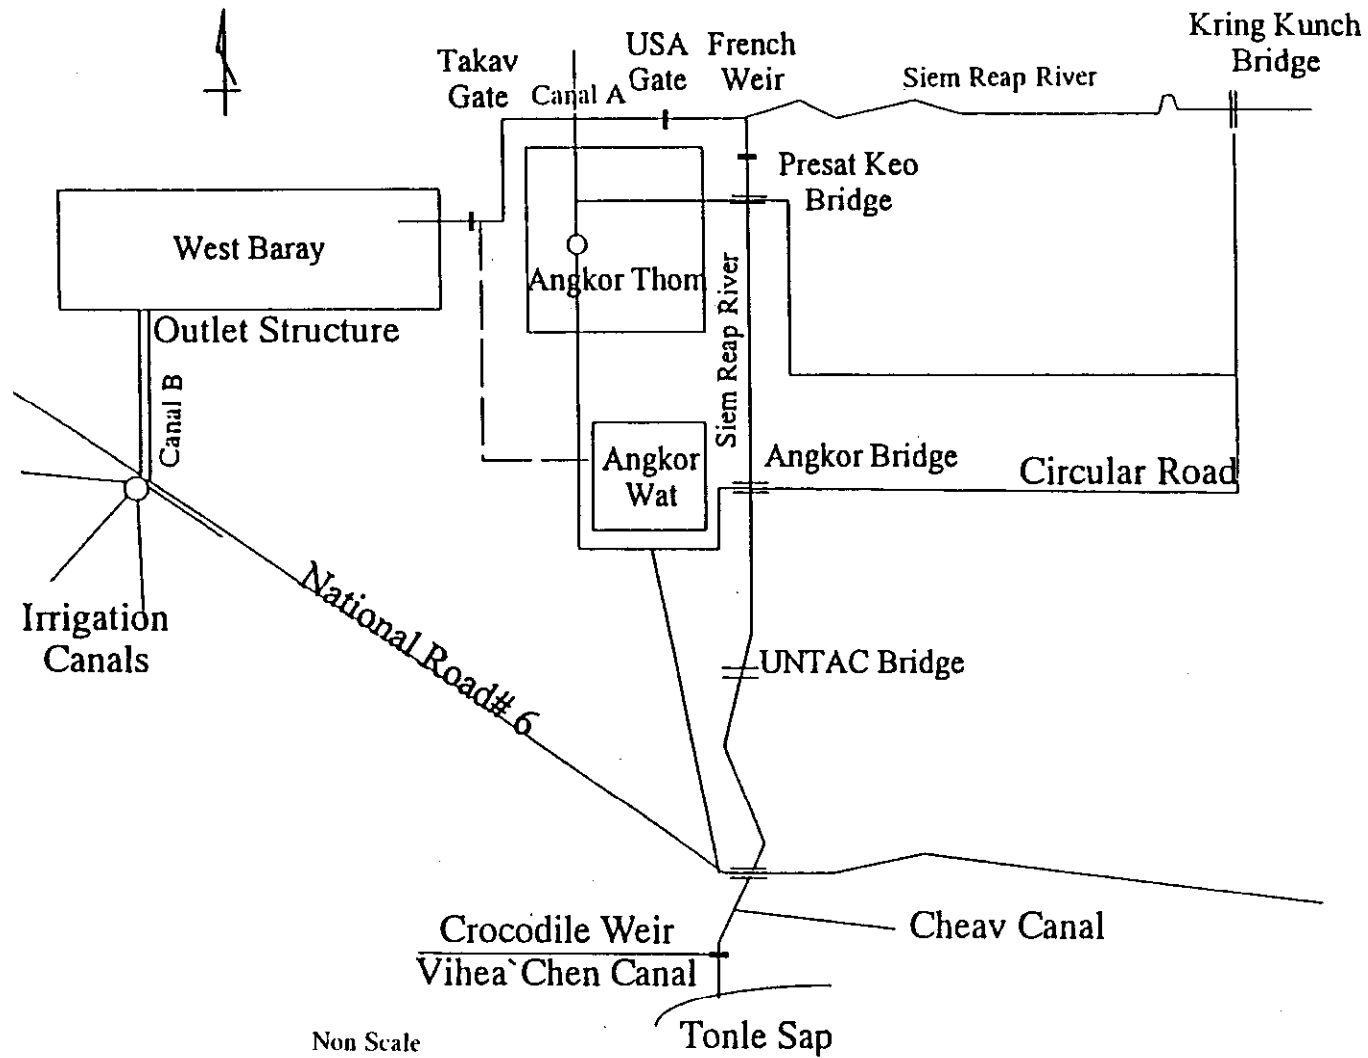 Kring Kunch
Bridge
USA
Gate
French
Weir
Takav
Gate
Canal A
Siem Reap River
Presat Keo
Bridge
West Baray
Angkor Thom
Siem Reap River
Outlet Structure
Canal B
Angkor
Wat
Angkor Bridge
Circular Road
Irrigation
Canals
National Road# 6
UNTAC Bridge
Crocodile Weir
Vihea`Chen Canal
Cheav Canal
Tonle Sap
Non Scale